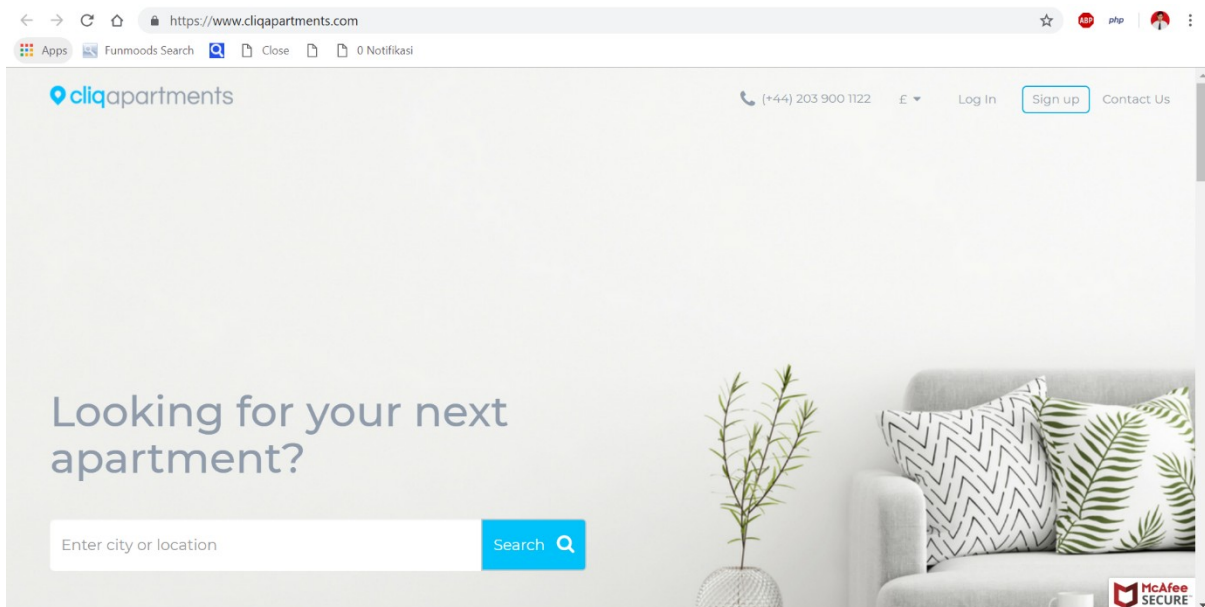 https://www.cliqapartments.com
ABP php
Apps Funmoods Search Q Close 0 Notifikasi
cliqapartments
(+44) 203 900 1122 £ Log In Sign up Contact Us
Looking for your next
apartment?
Enter city or location Search
McAfee
SECURE